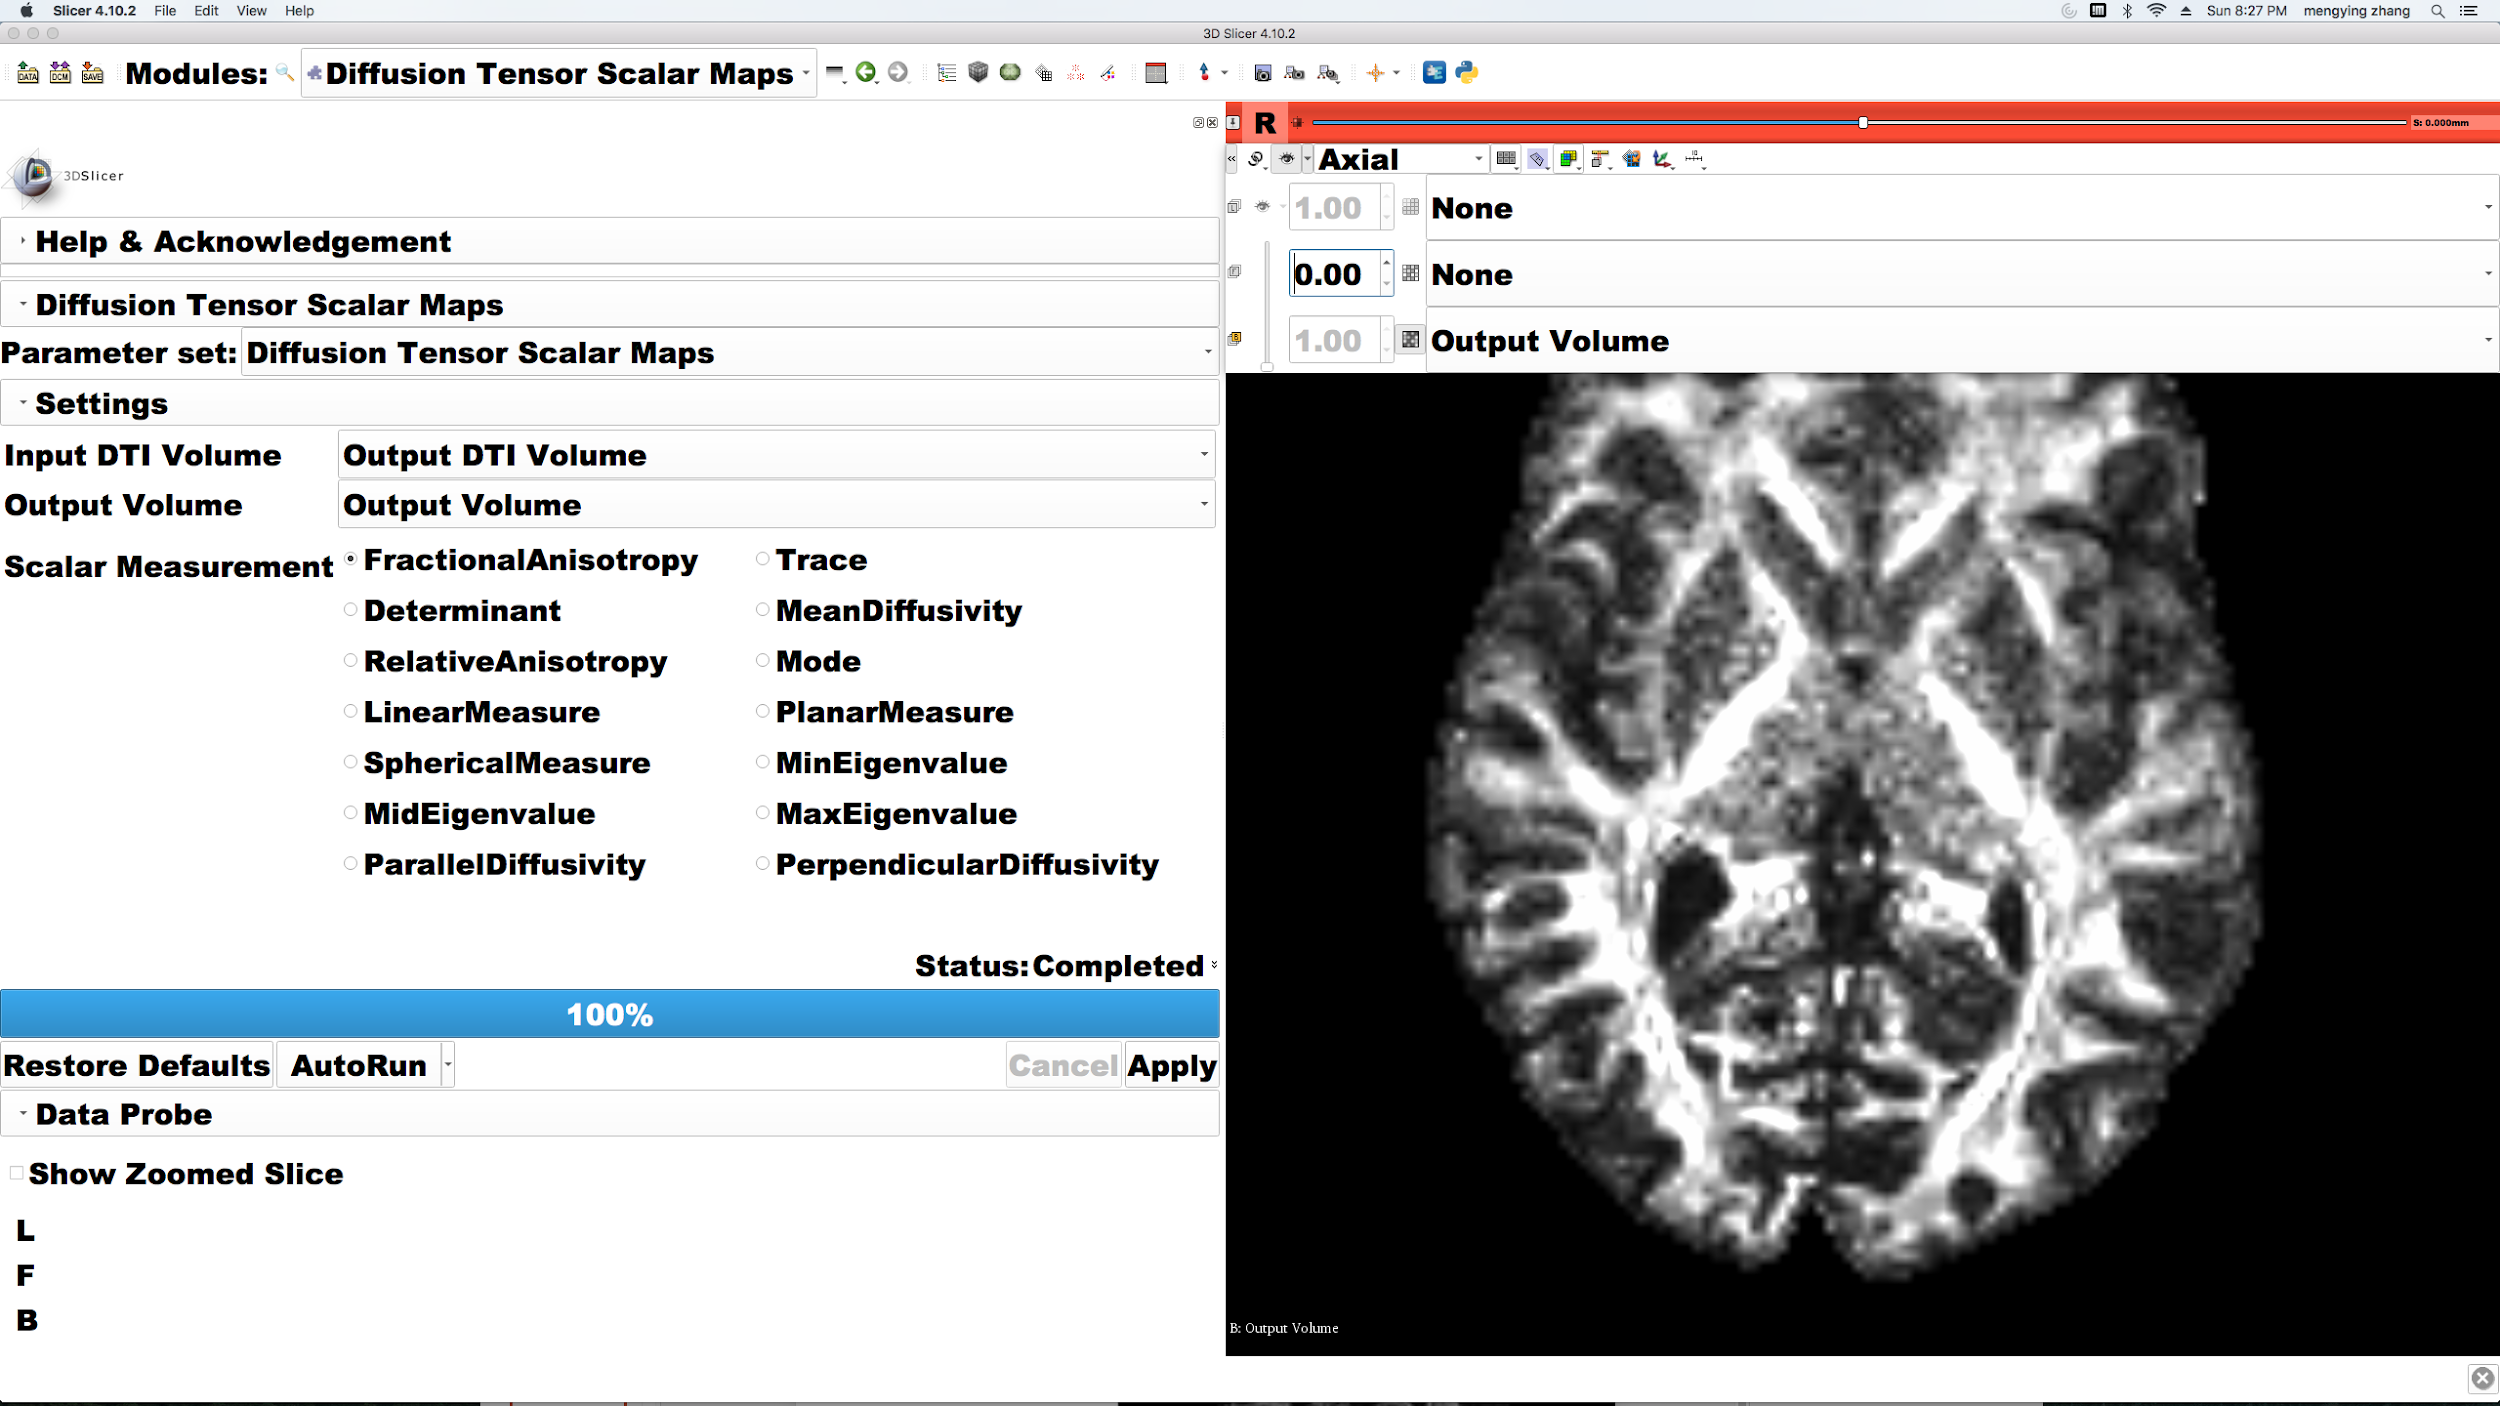 Slicer 4.10.2 File Edit View Help Sun 8:27 PM mengying zhang
3D Slicer 4.10.2
DATA DCM SAVE Modules: Diffusion Tensor Scalar Maps
R S: 0.000mm
Axial
3DSlicer
1.00 None
Help & Acknowledgement
0.00 None
Diffusion Tensor Scalar Maps
1.00 Output Volume
Parameter set: Diffusion Tensor Scalar Maps
Settings
Input DTI Volume Output DTI Volume
Output Volume Output Volume
Scalar Measurement FractionalAnisotropy Trace
Determinant MeanDiffusivity
RelativeAnisotropy Mode
LinearMeasure PlanarMeasure
SphericalMeasure MinEigenvalue
MidEigenvalue MaxEigenvalue
ParallelDiffusivity PerpendicularDiffusivity
Status: Completed
100%
Restore Defaults AutoRun Cancel Apply
Data Probe
Show Zoomed Slice
L
F
B
B: Output Volume